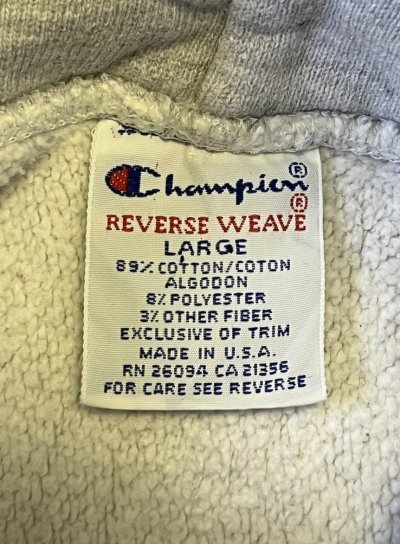 Champion®
REVERSE WEAVE®
LARGE
89% COTTON/COTON
ALGODON
8% POLYESTER
3% OTHER FIBER
EXCLUSIVE OF TRIM
MADE IN U.S.A.
RN 26094 CA 21356
FOR CARE SEE REVERSE